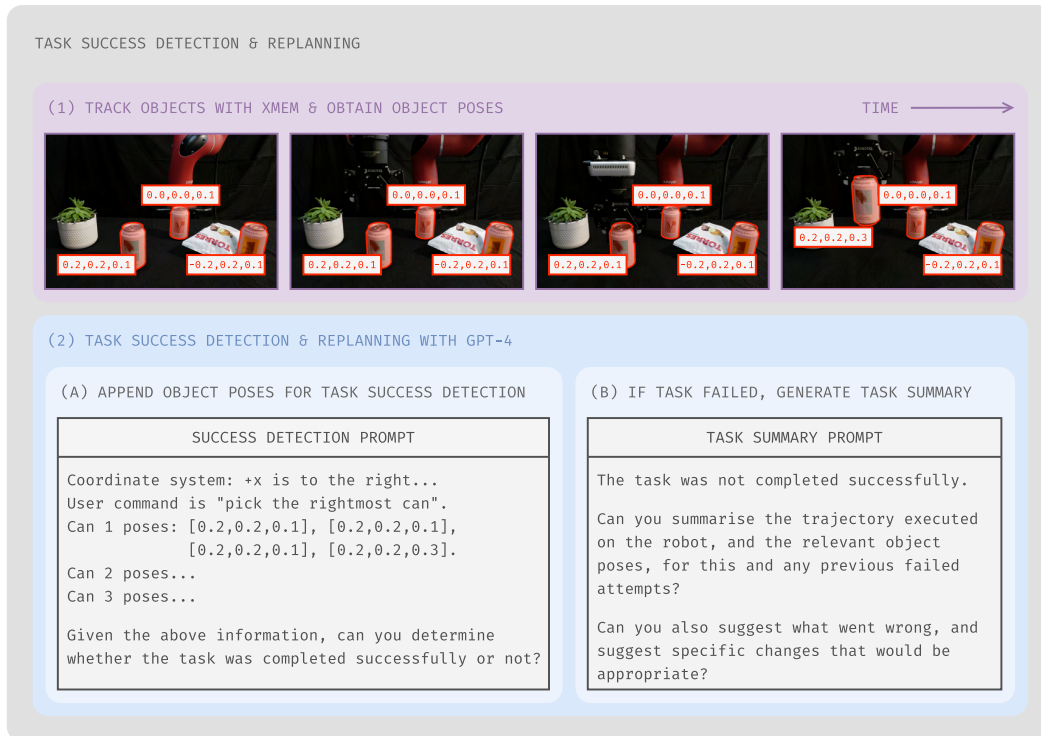 TASK SUCCESS DETECTION & REPLANNING
(1) TRACK OBJECTS WITH XMEM & OBTAIN OBJECT POSES
TIME
0.0,0.0,0.1
0.2,0.2,0.1
-0.2,0.2,0.1
TORRES
0.0,0.0,0.1
0.2,0.2,0.1
-0.2,0.2,0.1
TORRES
0.0,0.0,0.1
0.2,0.2,0.1
-0.2,0.2,0.1
TORRES
0.0,0.0,0.1
0.2,0.2,0.3
-0.2,0.2,0.1
TORRES
(2) TASK SUCCESS DETECTION & REPLANNING WITH GPT-4
(A) APPEND OBJECT POSES FOR TASK SUCCESS DETECTION
SUCCESS DETECTION PROMPT
Coordinate system: +x is to the right...
User command is "pick the rightmost can".
Can 1 poses: [0.2,0.2,0.1], [0.2,0.2,0.1],
[0.2,0.2,0.1], [0.2,0.2,0.3].
Can 2 poses...
Can 3 poses...
Given the above information, can you determine
whether the task was completed successfully or not?
(B) IF TASK FAILED, GENERATE TASK SUMMARY
TASK SUMMARY PROMPT
The task was not completed successfully.
Can you summarise the trajectory executed
on the robot, and the relevant object
poses, for this and any previous failed
attempts?
Can you also suggest what went wrong, and
suggest specific changes that would be
appropriate?